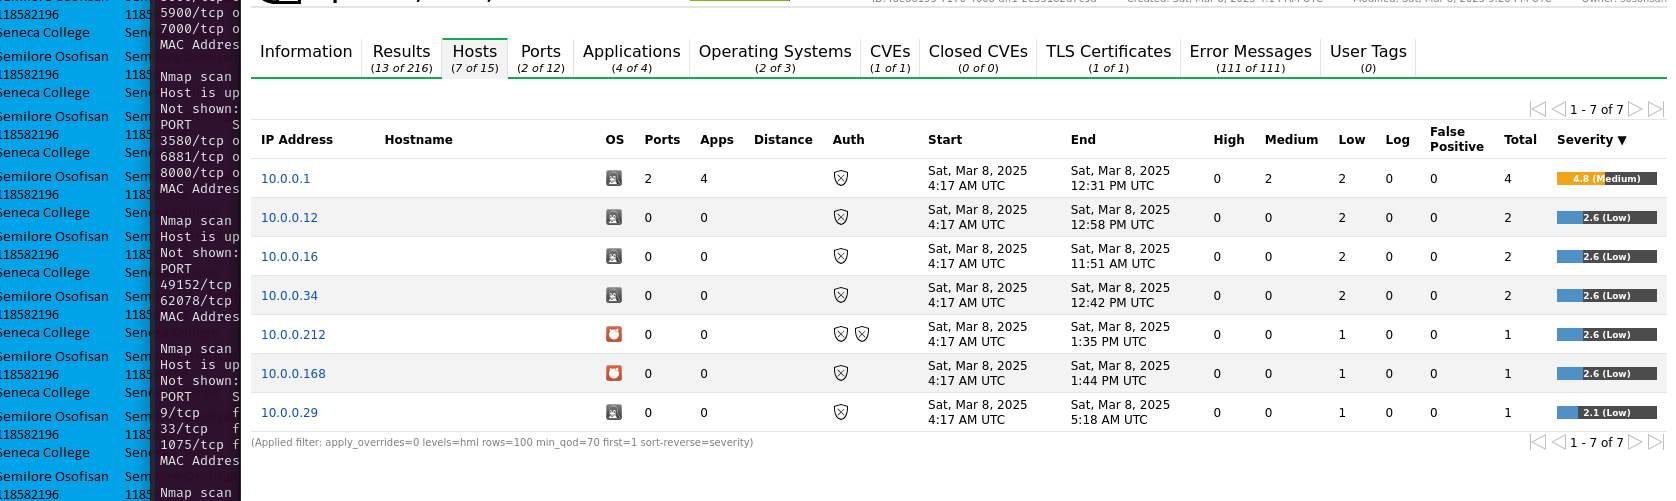 118582196 1185
Seneca College Sen
Semilore Osofisan Sem
118582196 1185
Seneca College Sen
Semilore Osofisan Sem
118582196 1185
Seneca College Sen
Semilore Osofisan Sem
118582196 1185
Seneca College Sen
Semilore Osofisan Sem
118582196 1185
Seneca College Sen
Semilore Osofisan Sem
118582196 1185
Seneca College Sen
Semilore Osofisan Sem
118582196 1185
Seneca College Sen
Semilore Osofisan Sem
118582196 1185
Seneca College Sen
Semilore Osofisan Sem
118582196 1185
5900/tcp o
7000/tcp o
MAC Addres
Nmap scan
Host is up
Not shown:
PORT S
3580/tcp o
6881/tcp o
8000/tcp o
MAC Addres
Nmap scan
Host is up
Not shown:
PORT
49152/tcp
62078/tcp
MAC Addres
Nmap scan
Host is up
Not shown:
PORT S
9/tcp f
33/tcp f
1075/tcp f
MAC Addres
Nmap scan
Information Results Hosts Ports Applications Operating Systems CVEs Closed CVEs TLS Certificates Error Messages User Tags
(13 of 216) (7 of 15) (2 of 12) (4 of 4) (2 of 3) (1 of 1) (0 of 0) (1 of 1) (111 of 111) (0)
1 - 7 of 7
IP Address Hostname OS Ports Apps Distance Auth Start End High Medium Low Log False Positive Total Severity ▼
10.0.0.1 2 4 Sat, Mar 8, 2025 4:17 AM UTC Sat, Mar 8, 2025 12:31 PM UTC 0 2 2 0 0 4 4.8 (Medium)
10.0.0.12 0 0 Sat, Mar 8, 2025 4:17 AM UTC Sat, Mar 8, 2025 12:58 PM UTC 0 0 2 0 0 2 2.6 (Low)
10.0.0.16 0 0 Sat, Mar 8, 2025 4:17 AM UTC Sat, Mar 8, 2025 11:51 AM UTC 0 0 2 0 0 2 2.6 (Low)
10.0.0.34 0 0 Sat, Mar 8, 2025 4:17 AM UTC Sat, Mar 8, 2025 12:42 PM UTC 0 0 2 0 0 2 2.6 (Low)
10.0.0.212 0 0 Sat, Mar 8, 2025 4:17 AM UTC Sat, Mar 8, 2025 1:35 PM UTC 0 0 1 0 0 1 2.6 (Low)
10.0.0.168 0 0 Sat, Mar 8, 2025 4:17 AM UTC Sat, Mar 8, 2025 1:44 PM UTC 0 0 1 0 0 1 2.6 (Low)
10.0.0.29 0 0 Sat, Mar 8, 2025 4:17 AM UTC Sat, Mar 8, 2025 5:18 AM UTC 0 0 1 0 0 1 2.1 (Low)
(Applied filter: apply_overrides=0 levels=hml rows=100 min_qod=70 first=1 sort-reverse=severity)
1 - 7 of 7